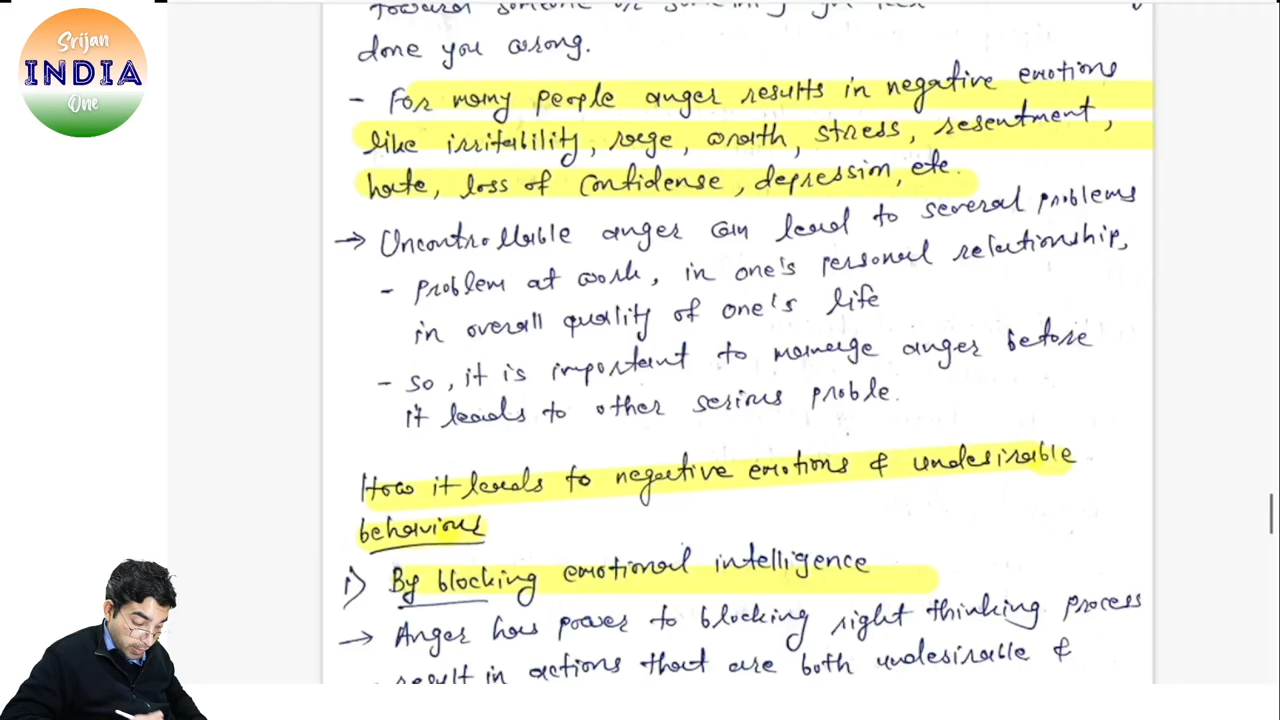 Srijan
INDIA
One
done you wrong.
- For many people anger results in negative emotions
like irritability, rage, wrath, stress, resentment,
hate, loss of confidense, depression, etc.
→ Uncontrollable anger can lead to several problems
- problem at work, in one's personal relationship,
in overall quality of one's life
- So, it is important to manage anger before
it leads to other serious proble.
How it leads to negative emotions & undesirable
behaviour
i) By blocking emotional intelligence
→ Anger has power to blocking right thinking process
result in actions that are both undesirable &